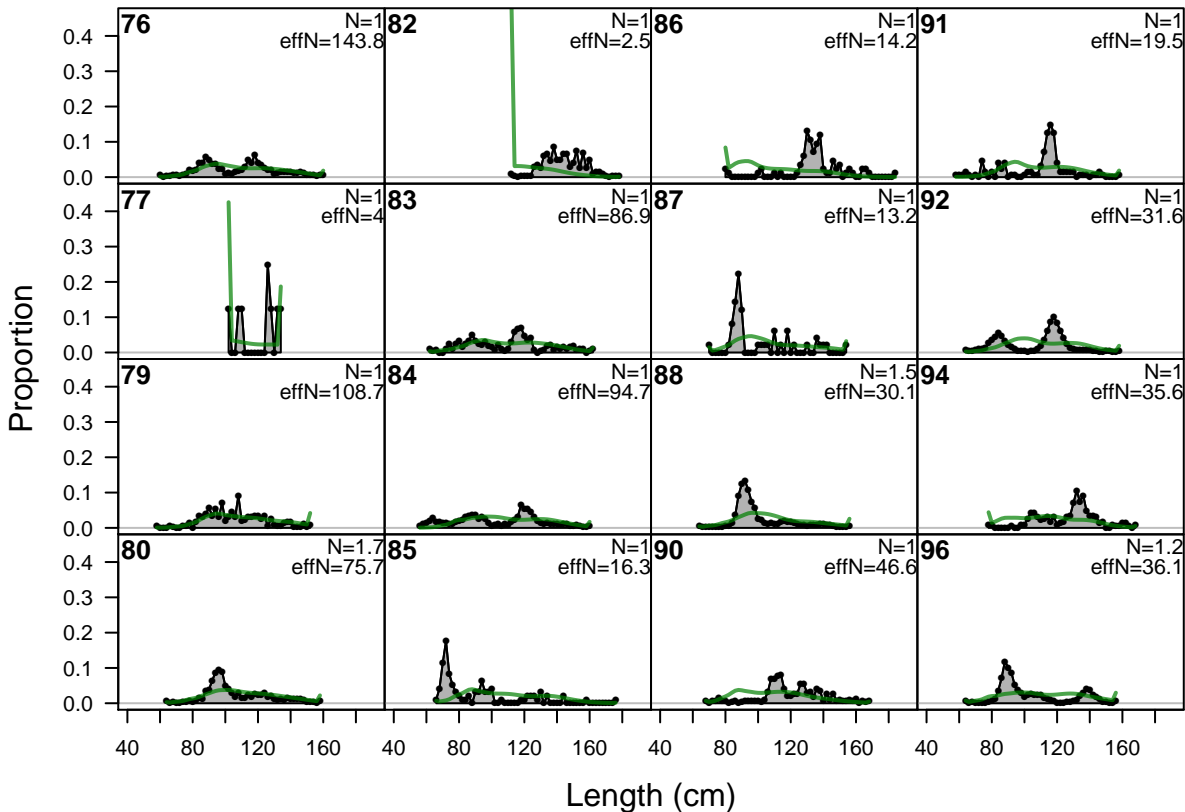 76 N=1
effN=143.8
82 N=1
effN=2.5
86 N=1
effN=14.2
91 N=1
effN=19.5
77 N=1
effN=4
83 N=1
effN=86.9
87 N=1
effN=13.2
92 N=1
effN=31.6
79 N=1
effN=108.7
84 N=1
effN=94.7
88 N=1.5
effN=30.1
94 N=1
effN=35.6
80 N=1.7
effN=75.7
85 N=1
effN=16.3
90 N=1
effN=46.6
96 N=1.2
effN=36.1
0.4
0.3
0.2
0.1
0.0
0.4
0.3
0.2
0.1
0.0
0.4
0.3
0.2
0.1
0.0
0.4
0.3
0.2
0.1
0.0
Proportion
40 80 120 160 40 80 120 160 40 80 120 160 40 80 120 160
Length (cm)